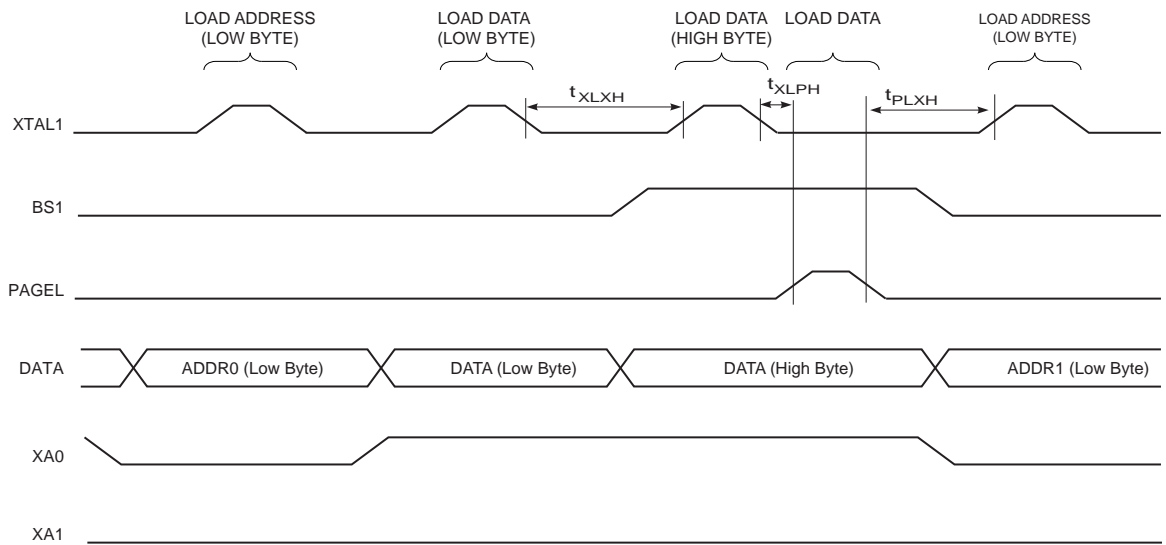 LOAD ADDRESS
(LOW BYTE)
LOAD DATA
(LOW BYTE)
LOAD DATA
(HIGH BYTE)
LOAD DATA
LOAD ADDRESS
(LOW BYTE)
XTAL1
tXLXH
tXLPH
tPLXH
BS1
PAGEL
DATA
ADDR0 (Low Byte)
DATA (Low Byte)
DATA (High Byte)
ADDR1 (Low Byte)
XA0
XA1